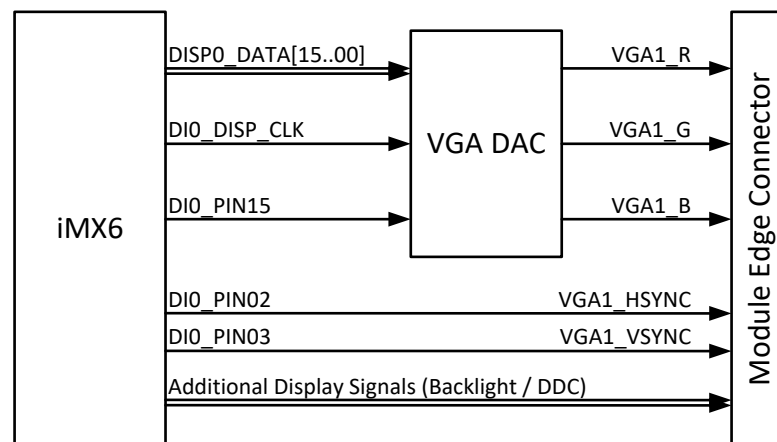 DISP0_DATA[15..00]
VGA1_R
DI0_DISP_CLK
VGA DAC
VGA1_G
DI0_PIN15
VGA1_B
iMX6
DI0_PIN02
VGA1_HSYNC
DI0_PIN03
VGA1_VSYNC
Additional Display Signals (Backlight / DDC)
Module Edge Connector